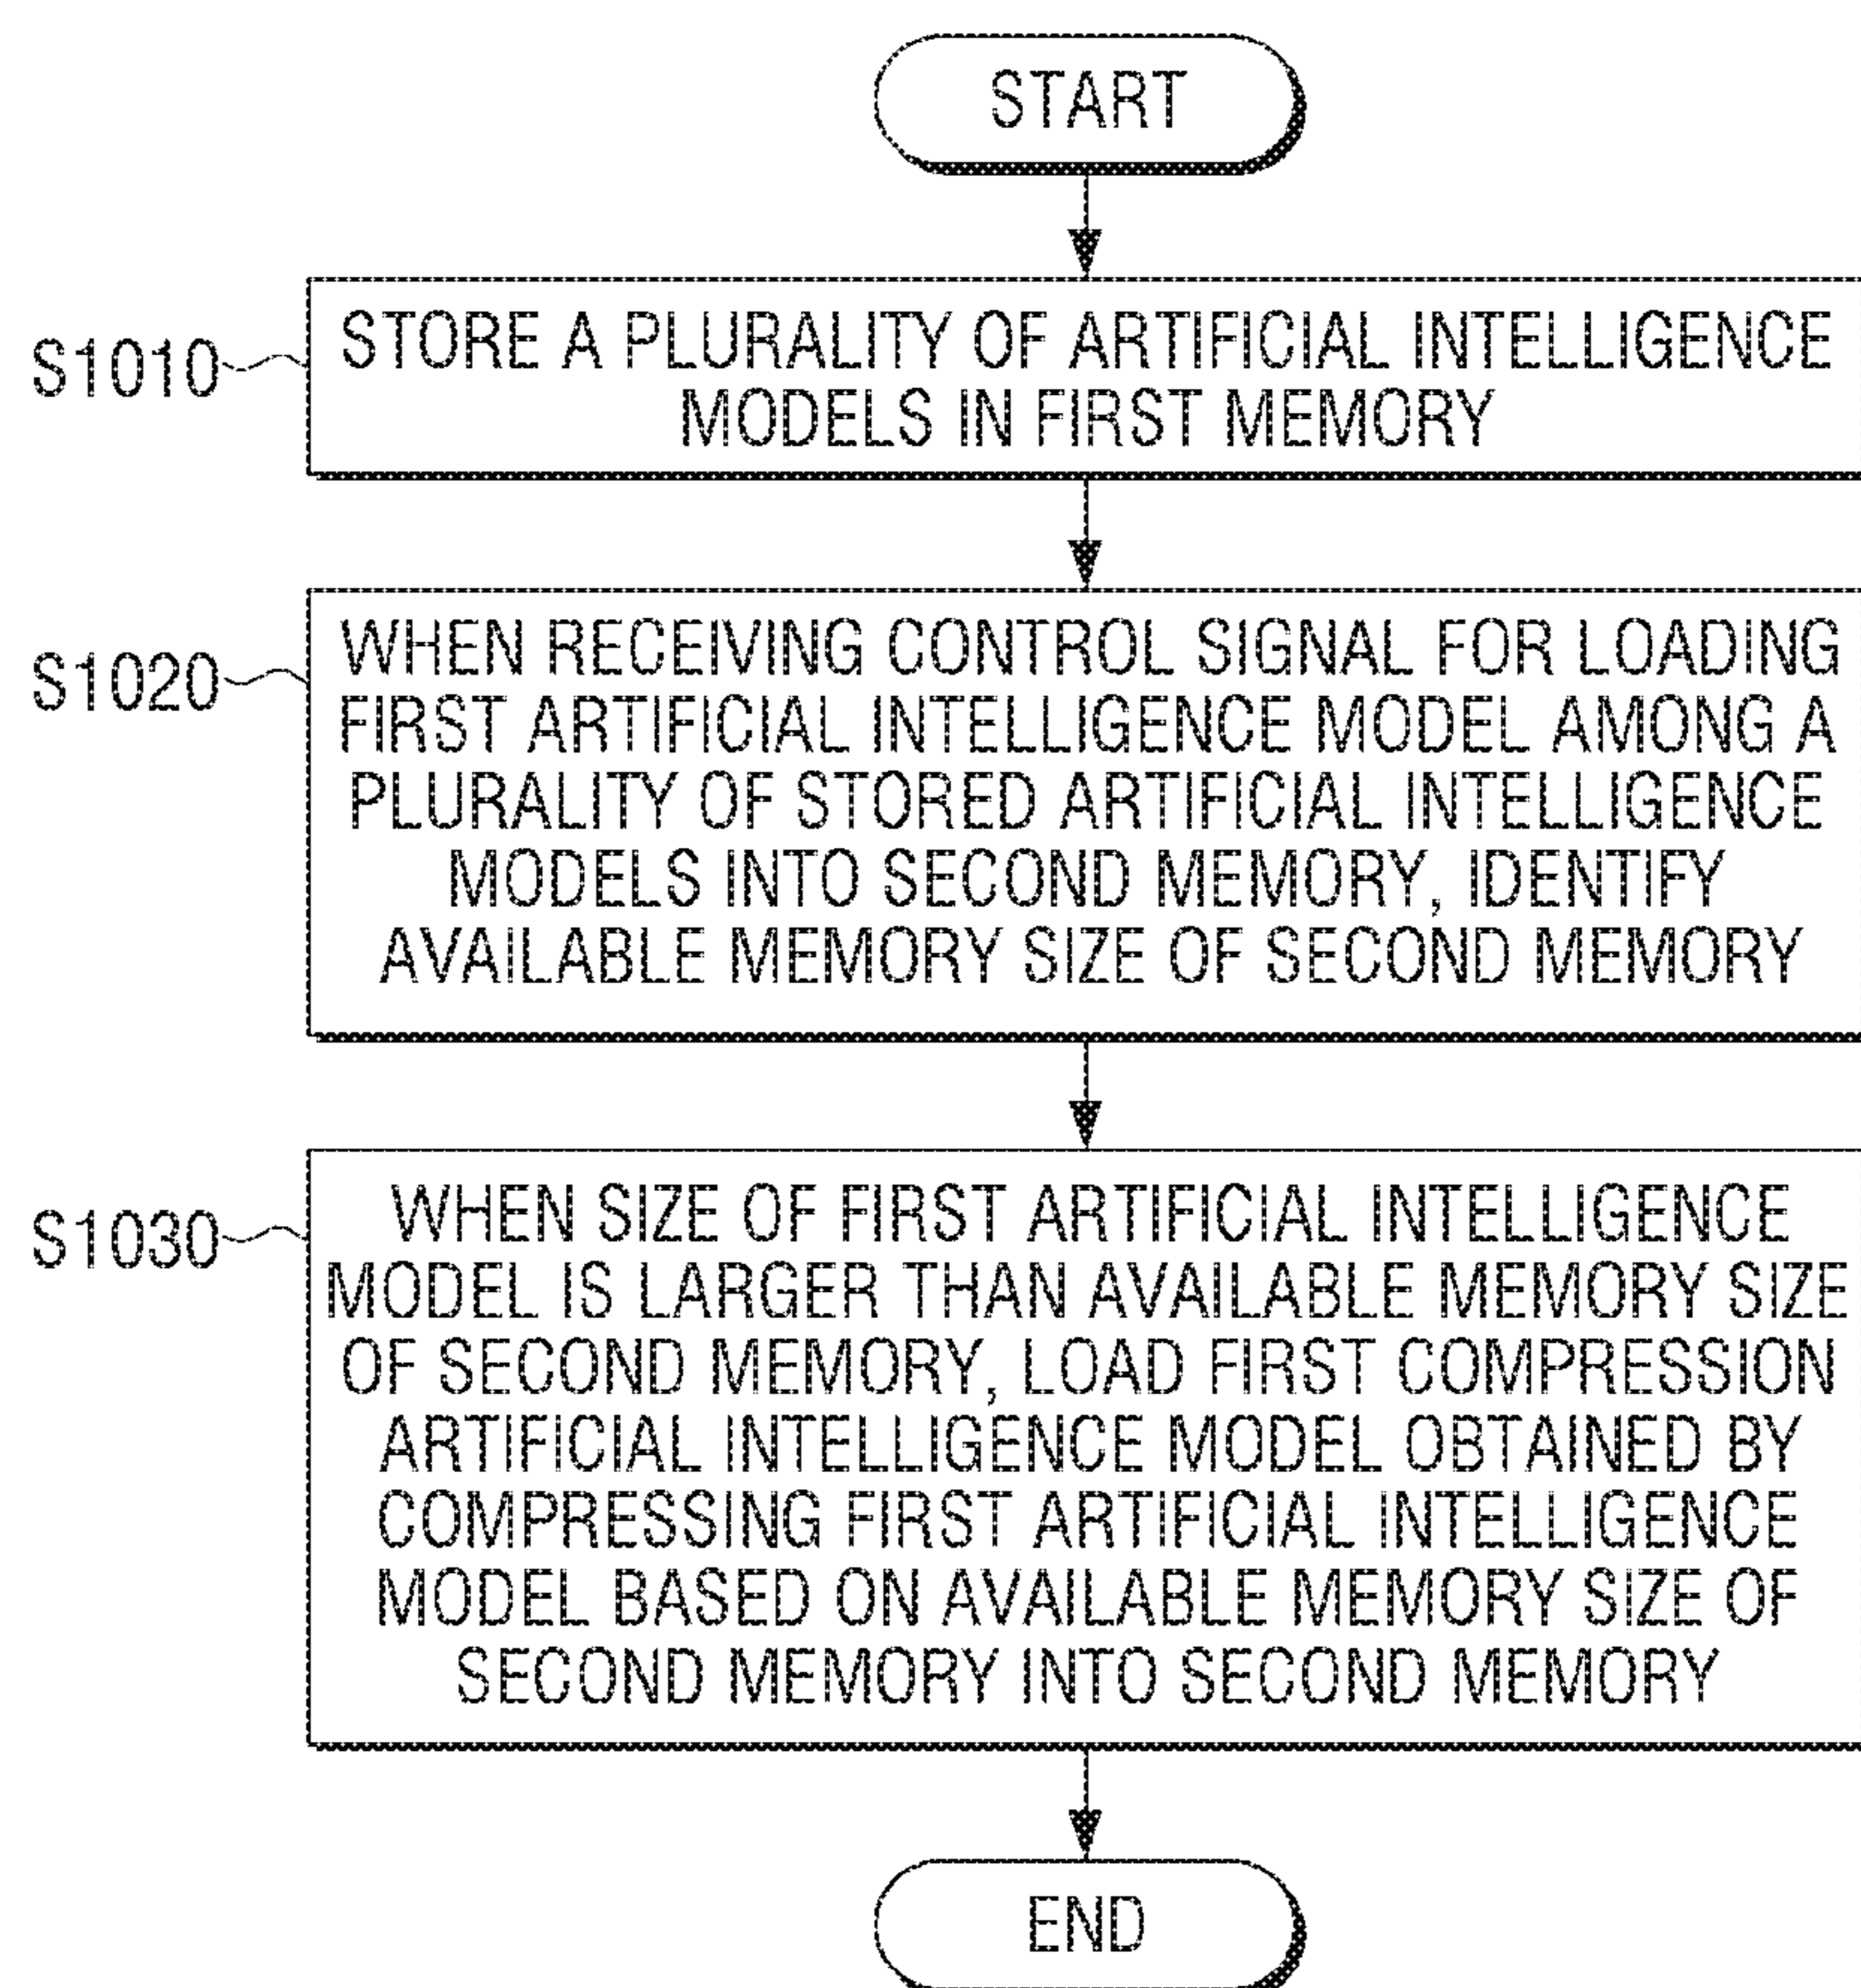 START
S1010
STORE A PLURALITY OF ARTIFICIAL INTELLIGENCE
MODELS IN FIRST MEMORY
S1020
WHEN RECEIVING CONTROL SIGNAL FOR LOADING
FIRST ARTIFICIAL INTELLIGENCE MODEL AMONG A
PLURALITY OF STORED ARTIFICIAL INTELLIGENCE
MODELS INTO SECOND MEMORY, IDENTIFY
AVAILABLE MEMORY SIZE OF SECOND MEMORY
S1030
WHEN SIZE OF FIRST ARTIFICIAL INTELLIGENCE
MODEL IS LARGER THAN AVAILABLE MEMORY SIZE
OF SECOND MEMORY, LOAD FIRST COMPRESSION
ARTIFICIAL INTELLIGENCE MODEL OBTAINED BY
COMPRESSING FIRST ARTIFICIAL INTELLIGENCE
MODEL BASED ON AVAILABLE MEMORY SIZE OF
SECOND MEMORY INTO SECOND MEMORY
END